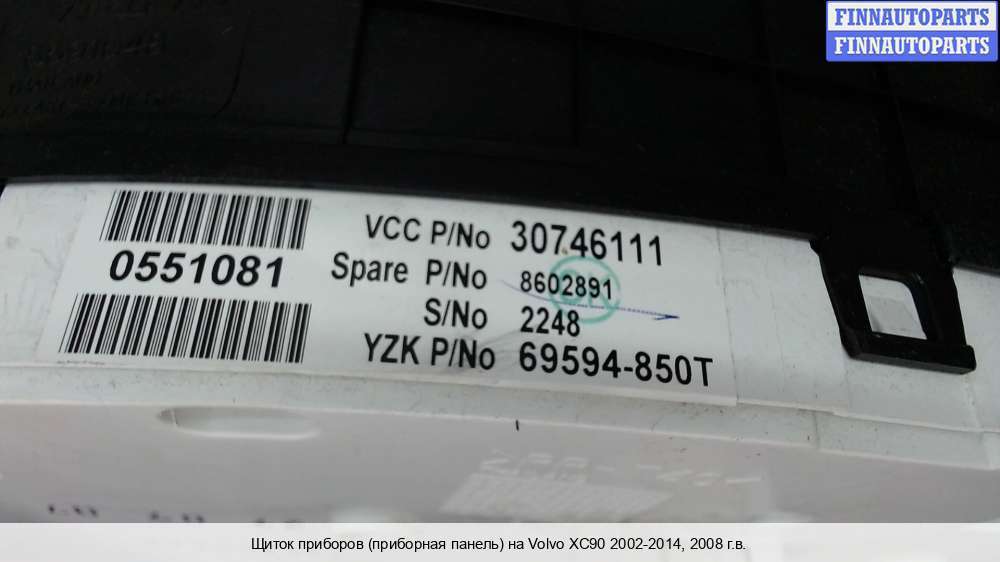 FINNAUTOPARTS
FINNAUTOPARTS
0551081
VCC P/No 30746111
Spare P/No 8602891
S/No 2248
YZK P/No 69594-850T
OK
Щиток приборов (приборная панель) на Volvo XC90 2002-2014, 2008 г.в.